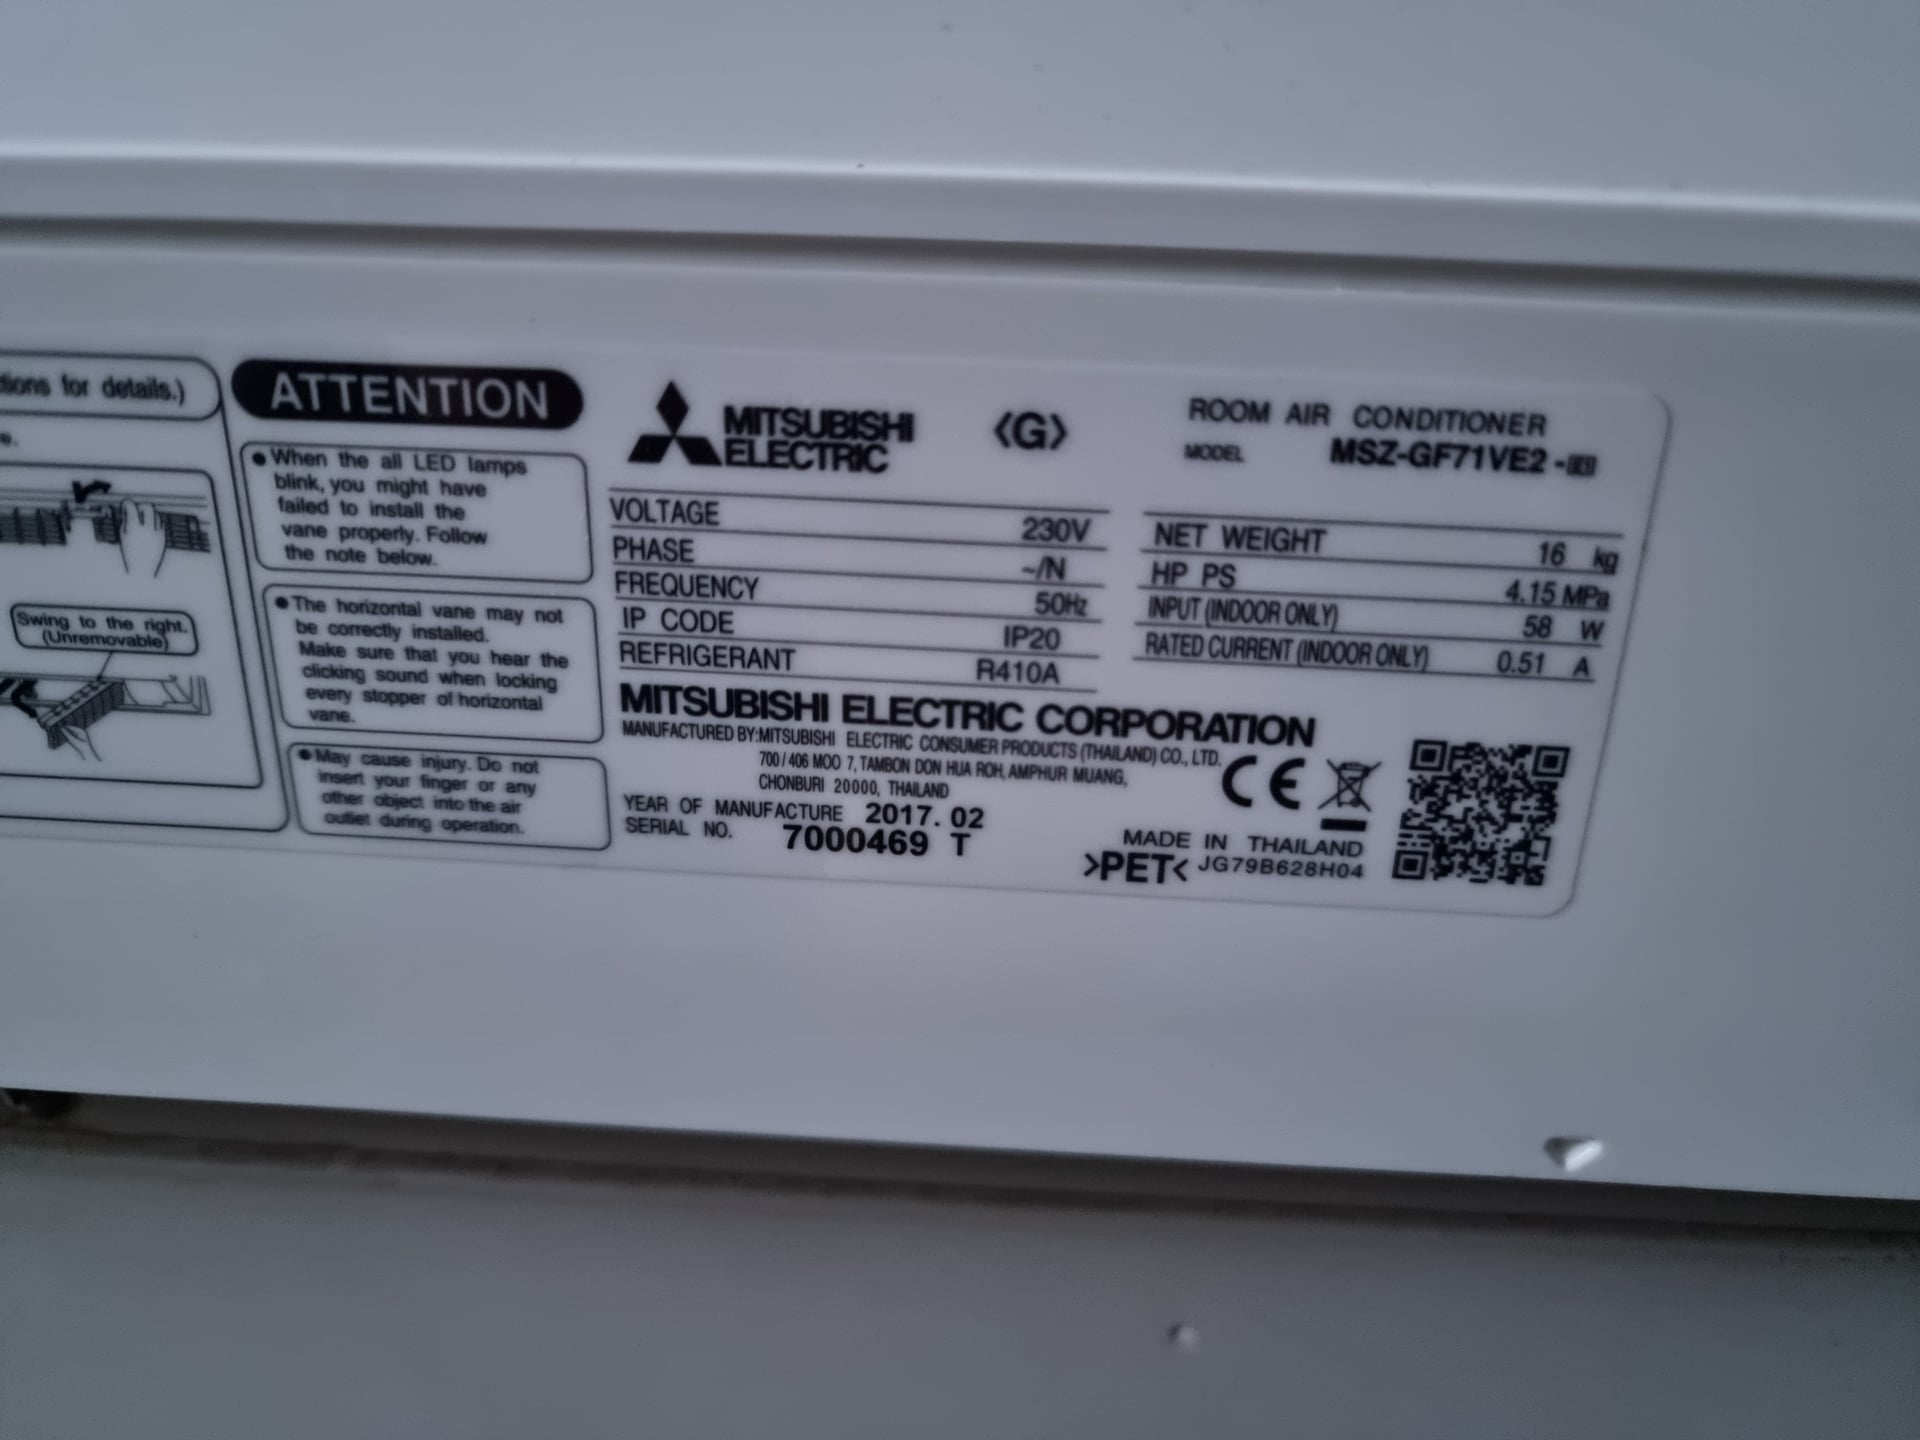 tions for details.)
e.
Swing to the right.
(Unremovable)
ATTENTION
● When the all LED lamps
blink, you might have
failed to install the
vane properly. Follow
the note below.
● The horizontal vane may not
be correctly installed.
Make sure that you hear the
clicking sound when locking
every stopper of horizontal
vane.
● May cause injury. Do not
insert your finger or any
other object into the air
outlet during operation.
MITSUBISHI
ELECTRIC
<G>
ROOM AIR CONDITIONER
MODEL MSZ-GF71VE2 - E1
VOLTAGE 230V
PHASE ~/N
FREQUENCY 50Hz
IP CODE IP20
REFRIGERANT R410A
NET WEIGHT 16 kg
HP PS 4.15 MPa
INPUT (INDOOR ONLY) 58 W
RATED CURRENT (INDOOR ONLY) 0.51 A
MITSUBISHI ELECTRIC CORPORATION
MANUFACTURED BY:MITSUBISHI ELECTRIC CONSUMER PRODUCTS (THAILAND) CO., LTD.
700/406 MOO 7, TAMBON DON HUA ROH, AMPHUR MUANG,
CHONBURI 20000, THAILAND
YEAR OF MANUFACTURE 2017. 02
SERIAL NO. 7000469 T
CE
MADE IN THAILAND
>PET< JG79B628H04